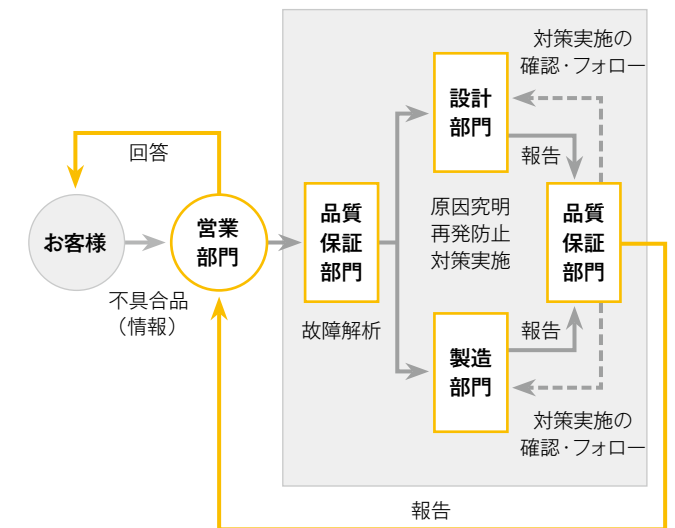 対策実施の
確認・フォロー
設計
部門
回答
報告
お客様
営業
部門
品質
保証
部門
原因究明
再発防止
対策実施
品質
保証
部門
不具合品
（情報）
故障解析
報告
製造
部門
対策実施の
確認・フォロー
報告